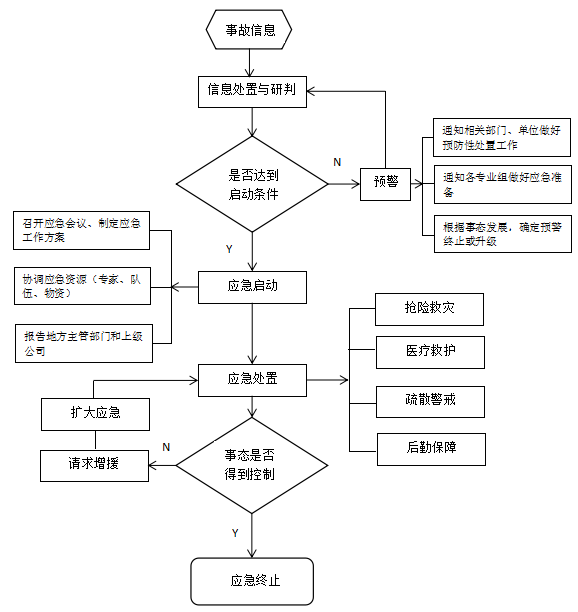 事故信息
信息处置与研判
是否达到
启动条件
N
预警
通知相关部门、单位做好
预防性处置工作
通知各专业组做好应急准
备
根据事态发展，确定预警
终止或升级
Y
召开应急会议、制定应急
工作方案
协调应急资源（专家、队
伍、物资）
报告地方主管部门和上级
公司
应急启动
应急处置
抢险救灾
医疗救护
疏散警戒
后勤保障
扩大应急
请求增援
N
事态是否
得到控制
Y
应急终止